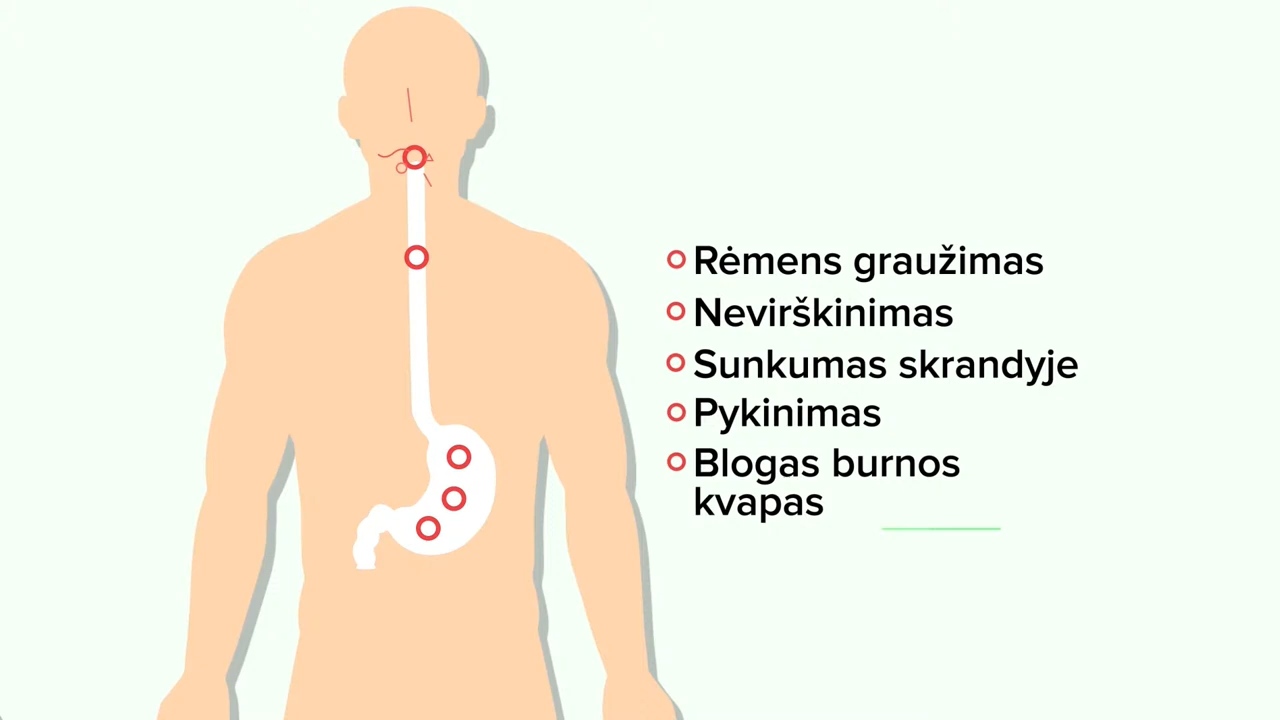 Rėmens graužimas
Nevirškinimas
Sunkumas skrandyje
Pykinimas
Blogas burnos
kvapas